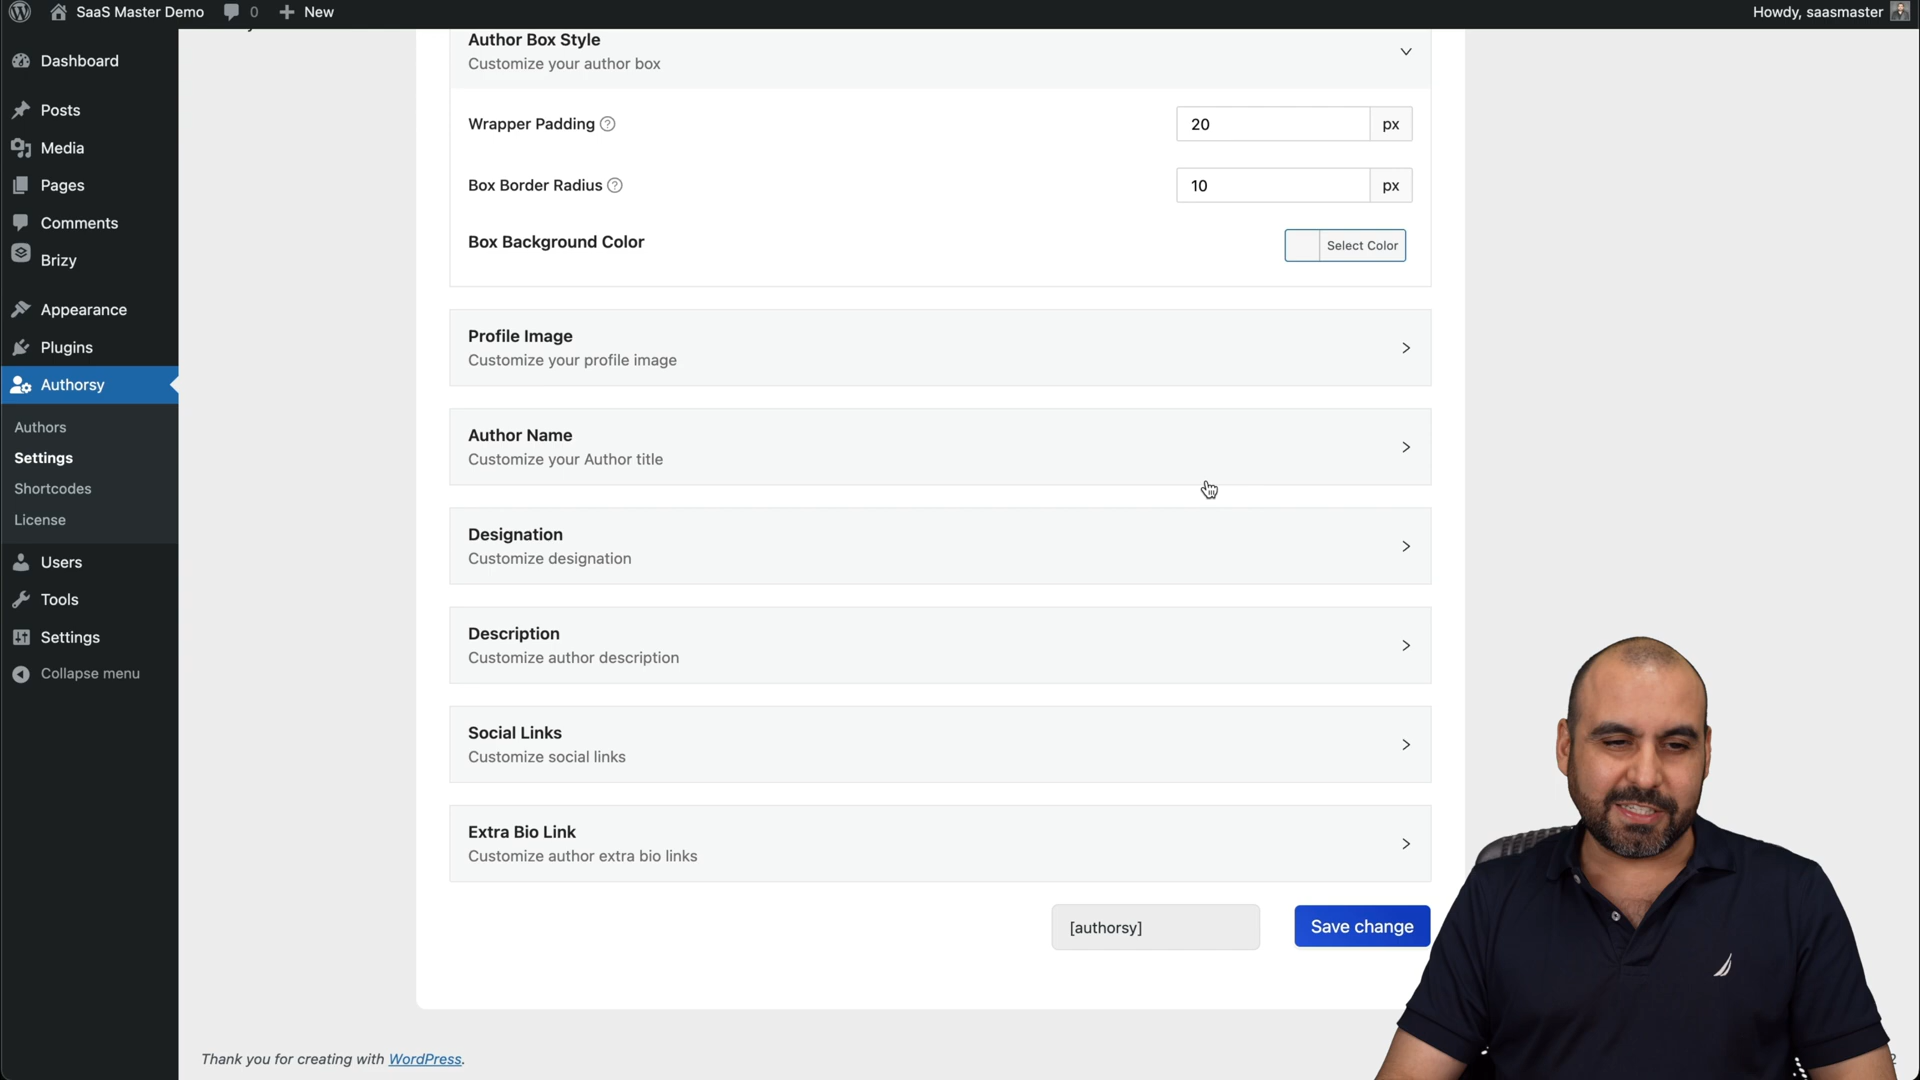 SaaS Master Demo 0 New Howdy, saasmaster
Dashboard
Posts
Media
Pages
Comments
Brizy
Appearance
Plugins
Authorsy
Authors
Settings
Shortcodes
License
Users
Tools
Settings
Collapse menu
Author Box Style
Customize your author box
Wrapper Padding ? 20 px
Box Border Radius ? 10 px
Box Background Color Select Color
Profile Image
Customize your profile image
Author Name
Customize your Author title
Designation
Customize designation
Description
Customize author description
Social Links
Customize social links
Extra Bio Link
Customize author extra bio links
[authorsy] Save change
Thank you for creating with WordPress.